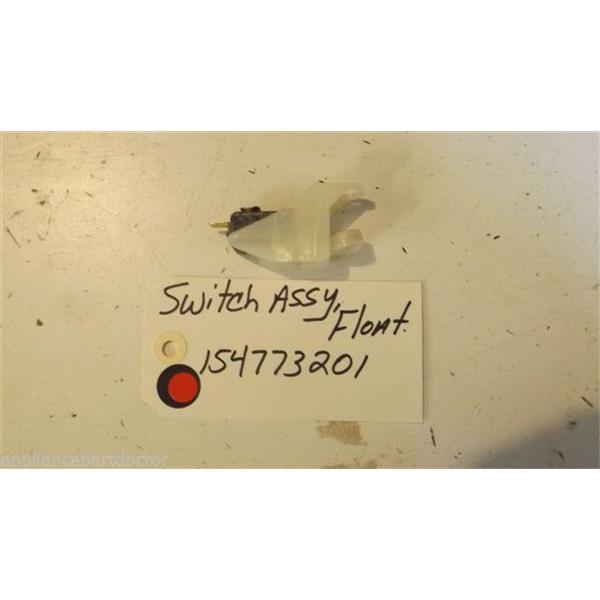 Switch Assy, Float.
154773201
appliancepartdoctor